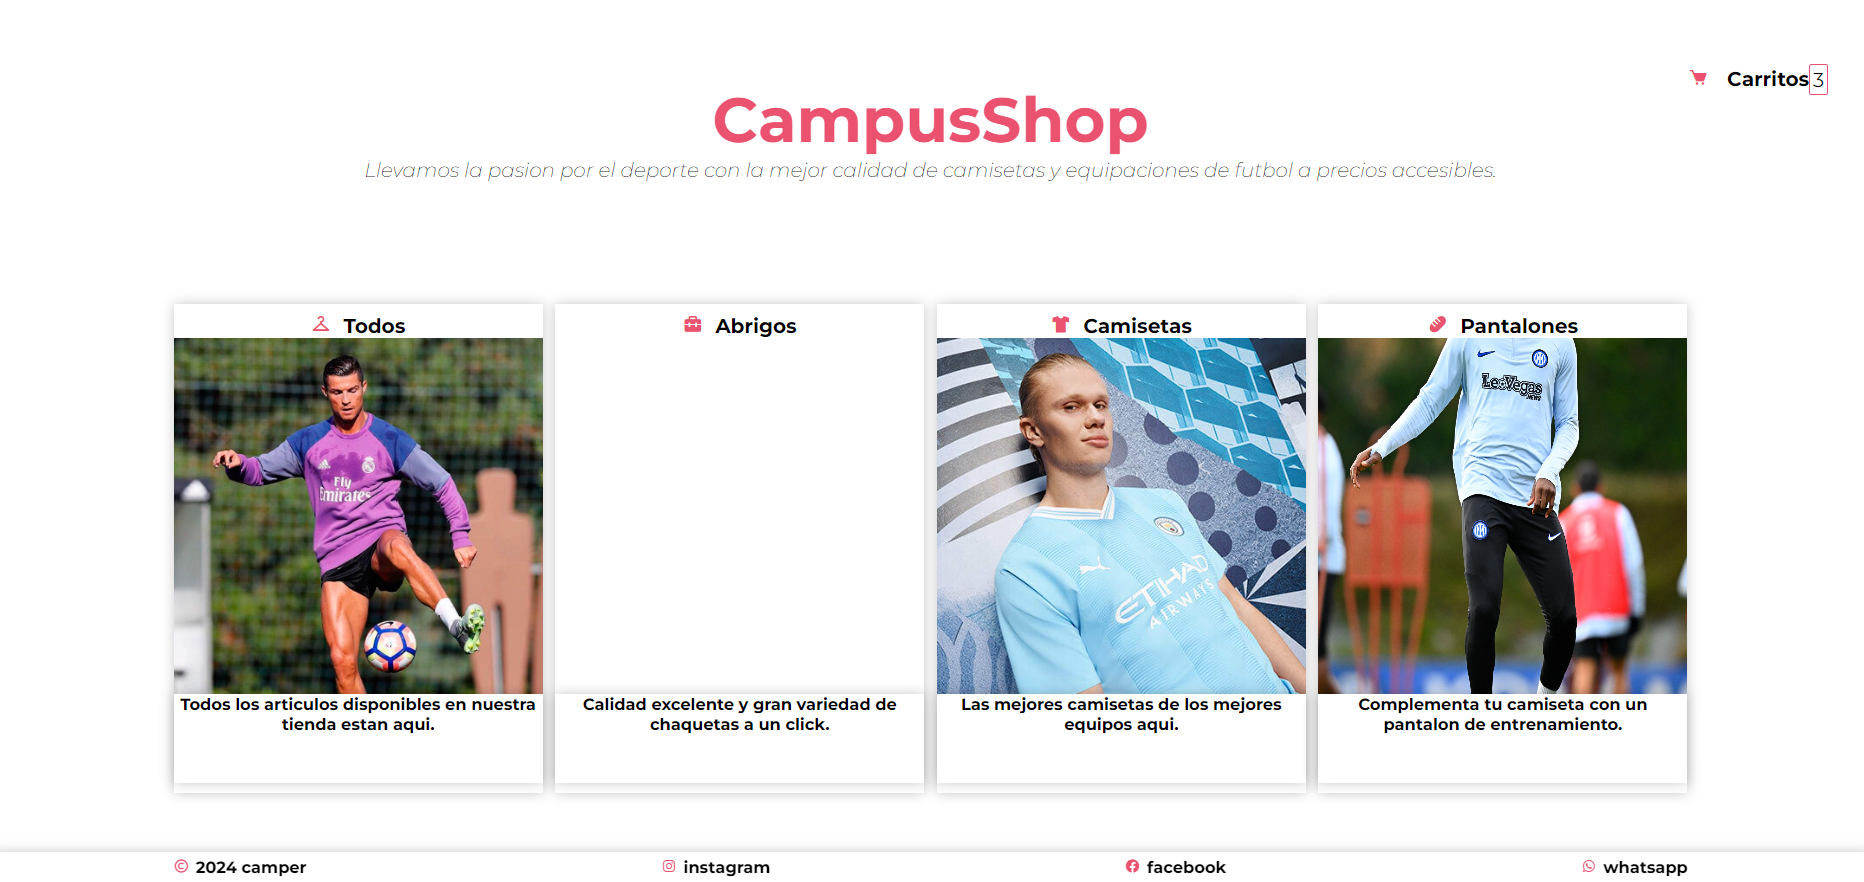 Carritos 3
CampusShop
Llevamos la pasion por el deporte con la mejor calidad de camisetas y equipaciones de futbol a precios accesibles.
Todos
Fly
Emirates
Todos los articulos disponibles en nuestra
tienda estan aqui.
Abrigos
Calidad excelente y gran variedad de
chaquetas a un click.
Camisetas
ETIHAD
AIRWAYS
Las mejores camisetas de los mejores
equipos aqui.
Pantalones
LeoVegas
.NEWS
Complementa tu camiseta con un
pantalon de entrenamiento.
© 2024 camper
instagram
facebook
whatsapp